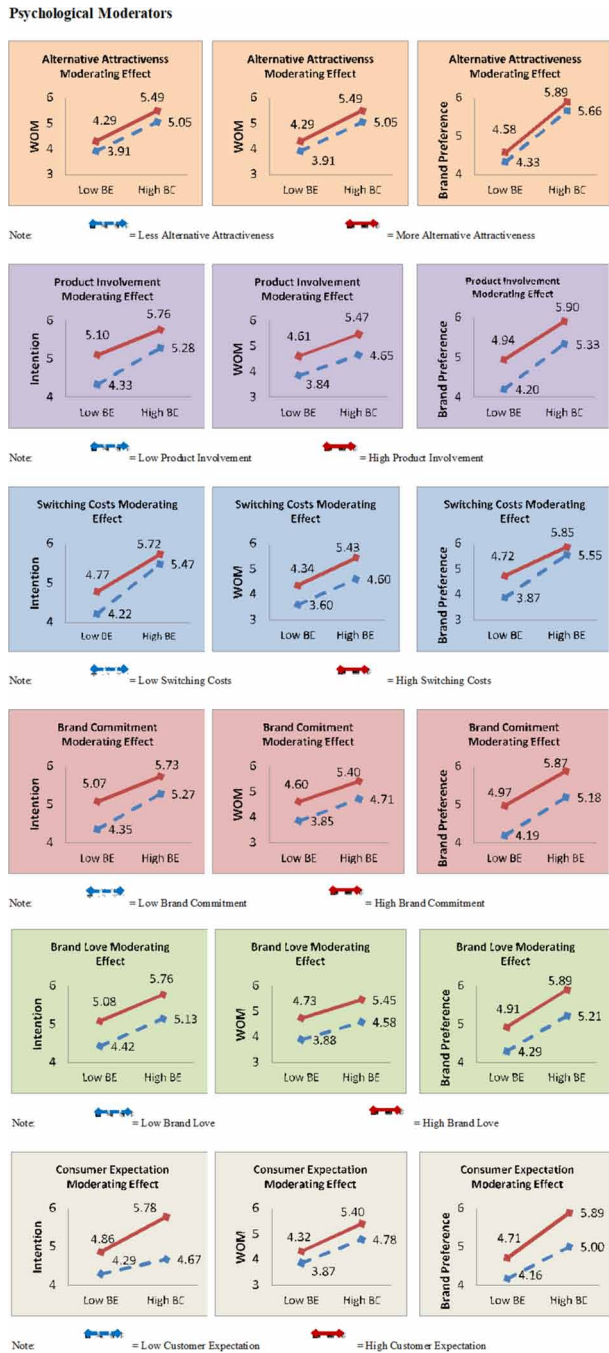 Psychological Moderators
Alternative Attractivenss
Moderating Effect
6
5
4
3
WOM
4.29
5.49
3.91
5.05
Low BE
High BC
Alternative Attractiveness
Moderating Effect
6
5
4
3
WOM
4.29
5.49
3.91
5.05
Low BE
High BC
Alternative Attractivness
Moderating Effect
6
5
4
Brand Preference
4.58
5.89
4.33
5.66
Low BE
High BC
Note:
= Less Alternative Attractiveness
= More Alternative Attractiveness
Product Involvement
Moderating Effect
6
5
4
Intention
5.10
5.76
4.33
5.28
Low BE
High BC
Product Involvement
Moderating Effect
6
5
4
3
WOM
4.61
5.47
3.84
4.65
Low BE
High BC
Product Involvement
Moderating Effect
6
5
4
Brand Preference
4.94
5.90
4.20
5.33
Low BE
High BC
Note:
= Low Product Involvement
= High Product Involvement
Switching Costs Moderating
Effect
6
5
4
Intention
4.77
5.72
4.22
5.47
Low BE
High BE
Switching Costs Moderating
Effect
6
5
4
3
WOM
4.34
5.43
3.60
4.60
Low BE
High BE
Switching Costs Moderating
Effect
6
5
4
3
Brand Preference
4.72
5.85
3.87
5.55
Low BE
High BE
Note:
= Low Switching Costs
= High Switching Costs
Brand Commitment
Moderating Effect
6
5
4
Intention
5.07
5.73
4.35
5.27
Low BE
High BE
Brand Comitment
Moderating Effect
6
5
4
3
WOM
4.60
5.40
3.85
4.71
Low BE
High BE
Brand Commitment
Moderating Effect
6
5
4
Brand Preference
4.97
5.87
4.19
5.18
Low BE
High BE
Note:
= Low Brand Commitment
= High Brand Commitment
Brand Love Moderating
Effect
6
5
4
Intention
5.08
5.76
4.42
5.13
Low BE
High BE
Brand Love Moderating
Effect
6
5
4
3
WOM
4.73
5.45
3.88
4.58
Low BE
High BE
Brand Love Moderating
Effect
6
5
4
Brand Preference
4.91
5.89
4.29
5.21
Low BE
High BE
Note:
= Low Brand Love
= High Brand Love
Consumer Expectation
Moderating Effect
6
5
4
Intention
4.86
5.78
4.29
4.67
Low BE
High BC
Consumer Expectation
Moderating Effect
6
5
4
3
WOM
4.32
5.40
3.87
4.78
Low BE
High BC
Consumer Expectation
Moderating Effect
6
5
4
Brand Preference
4.71
5.89
4.16
5.00
Low BE
High BC
Note:
= Low Customer Expectation
= High Customer Expectation